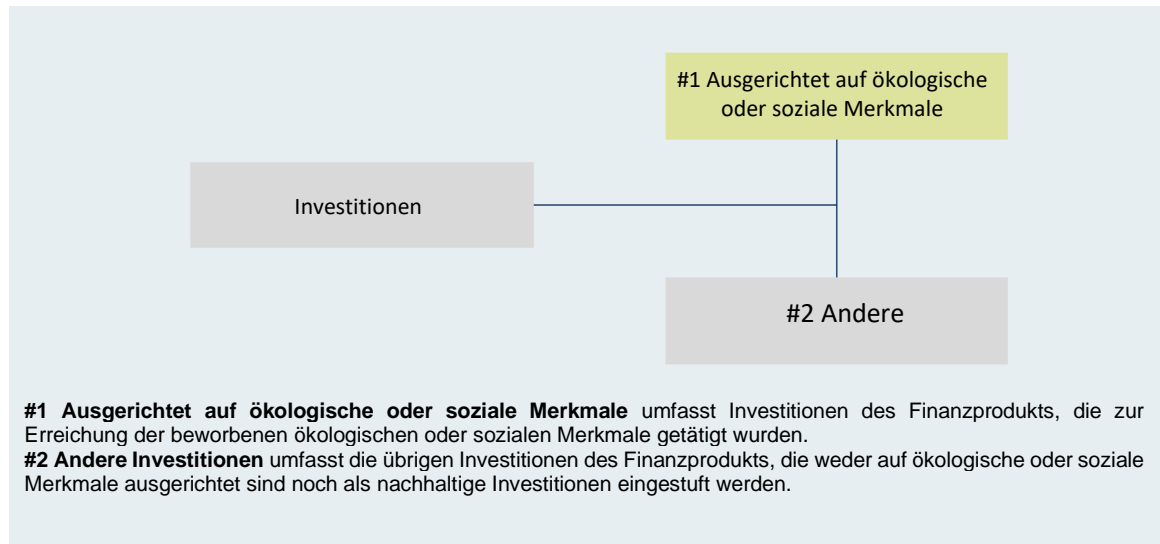 #1 Ausgerichtet auf ökologische
oder soziale Merkmale
Investitionen
#2 Andere
#1 Ausgerichtet auf ökologische oder soziale Merkmale umfasst Investitionen des Finanzprodukts, die zur
Erreichung der beworbenen ökologischen oder sozialen Merkmale getätigt wurden.
#2 Andere Investitionen umfasst die übrigen Investitionen des Finanzprodukts, die weder auf ökologische oder soziale
Merkmale ausgerichtet sind noch als nachhaltige Investitionen eingestuft werden.